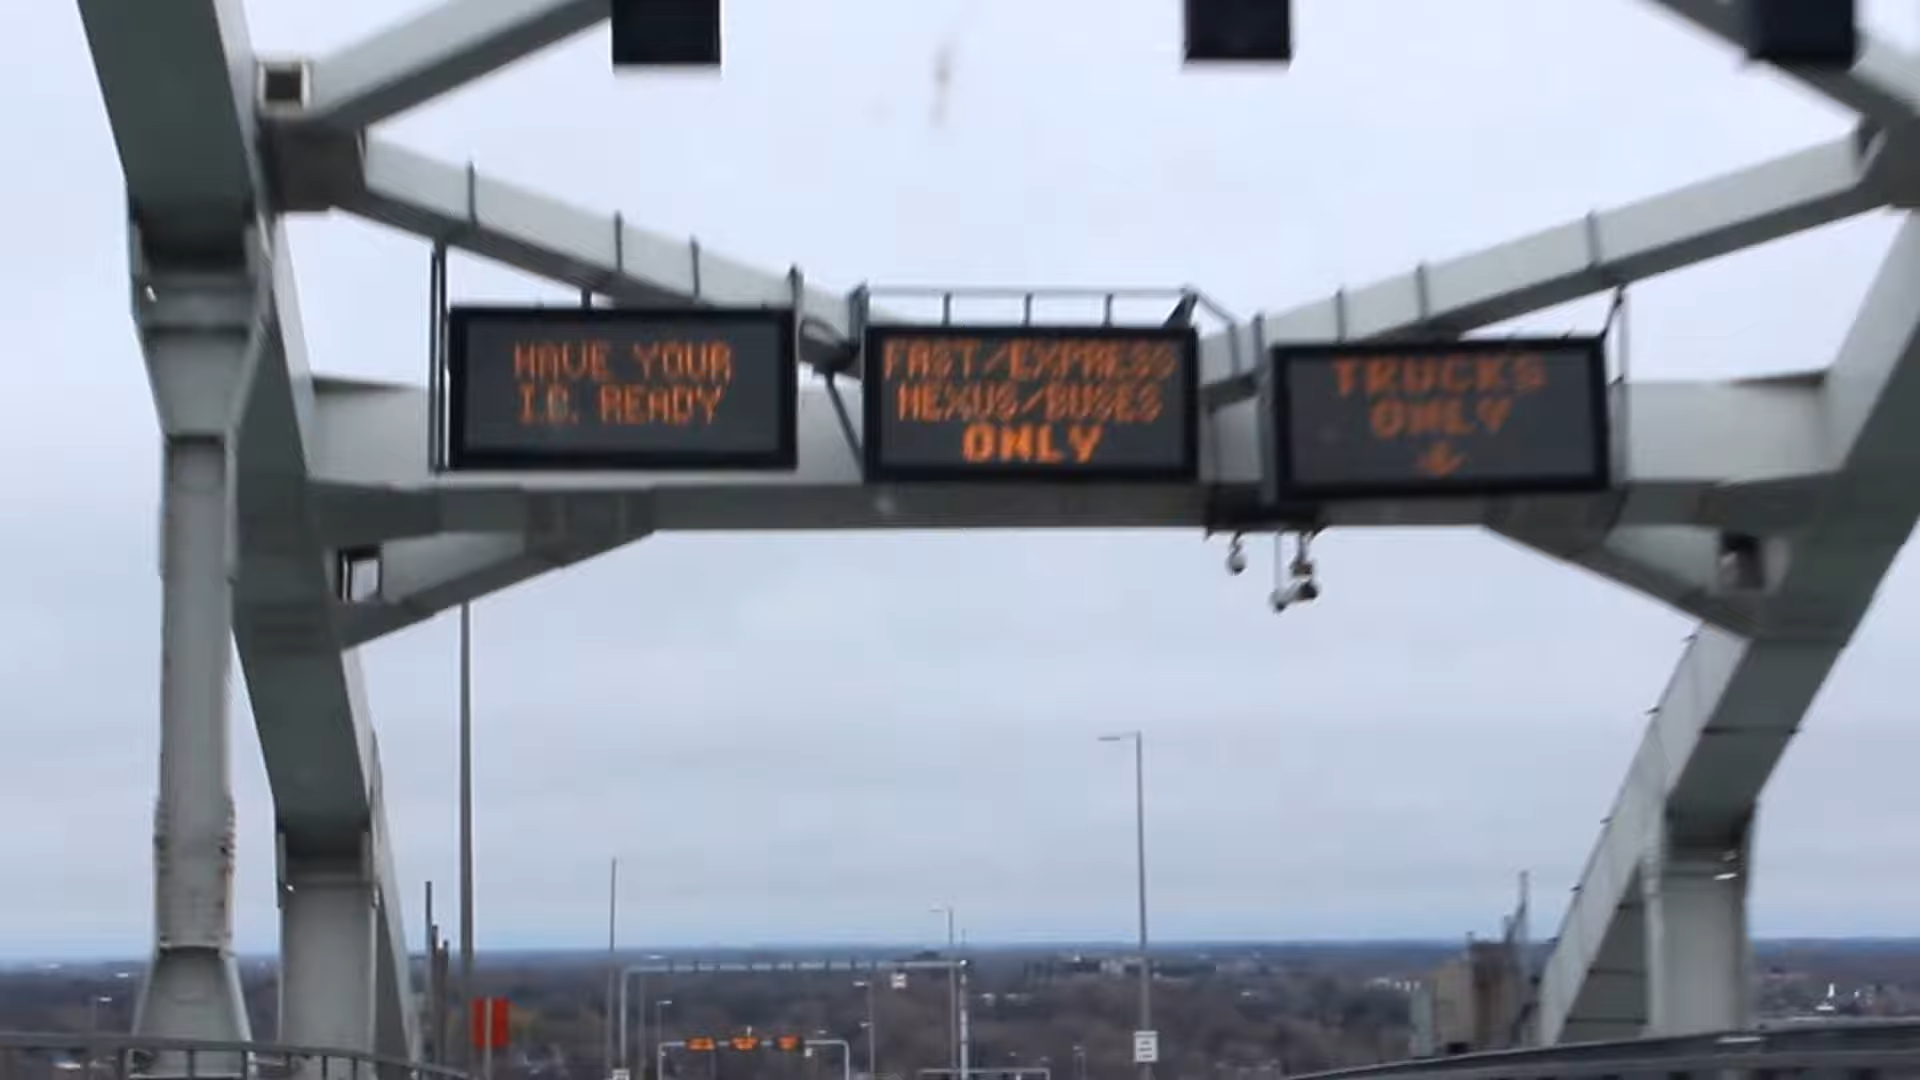 HAVE YOUR
I.D. READY
FAST/EXPRESS
NEXUS/BUSES
ONLY
TRUCKS
ONLY
↓